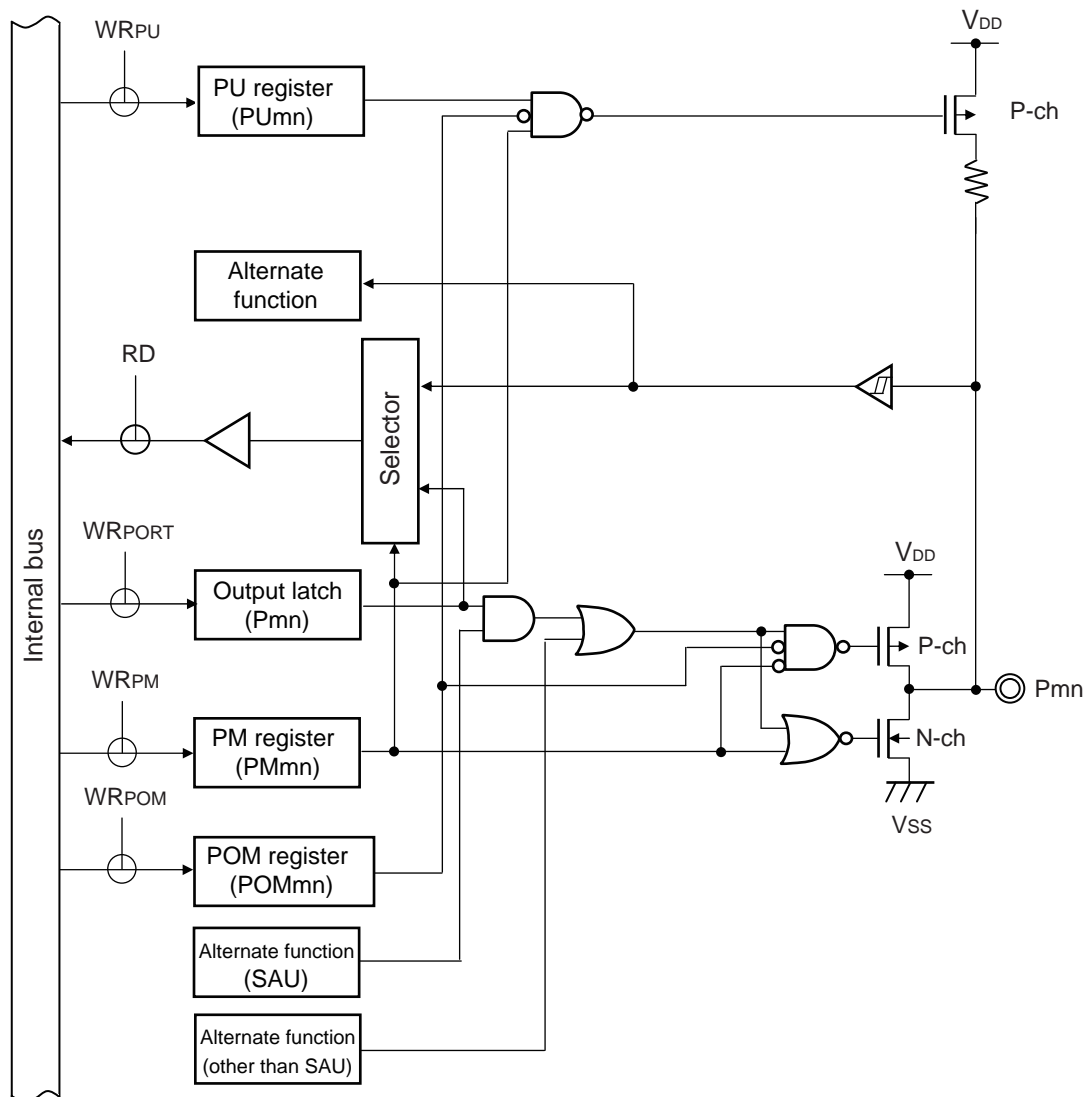 WRPU
VDD
PU register
(PUmn)
P-ch
Alternate
function
RD
Selector
WRPORT
Internal bus
Output latch
(Pmn)
VDD
P-ch
Pmn
WRPM
PM register
(PMmn)
N-ch
WRPOM
VSS
POM register
(POMmn)
Alternate function
(SAU)
Alternate function
(other than SAU)